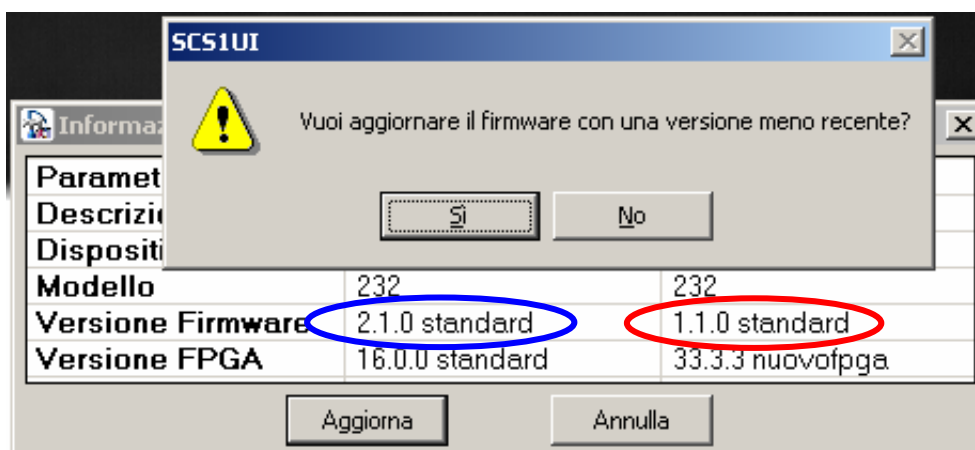 SCS1UI
Vuoi aggiornare il firmware con una versione meno recente?
Sì No
Modello 232 232
Versione Firmware 2.1.0 standard 1.1.0 standard
Versione FPGA 16.0.0 standard 33.3.3 nuovofpga
Aggiorna Annulla